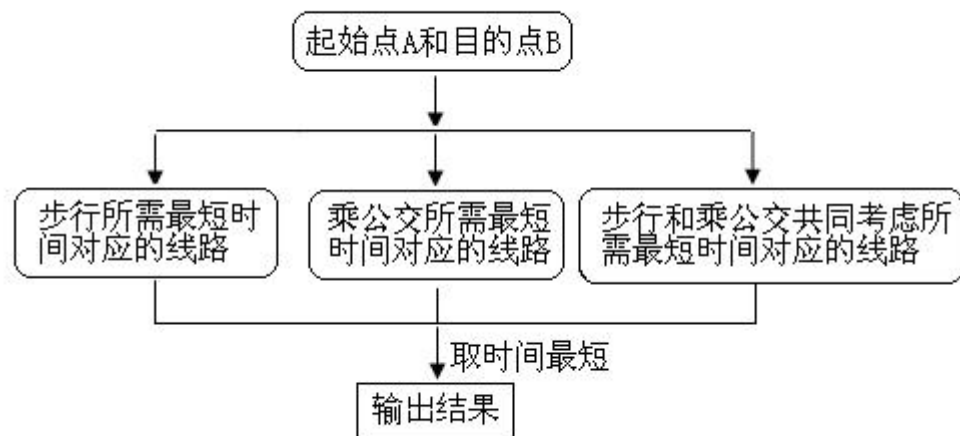 起始点A和目的点B
步行所需最短时
间对应的线路
乘公交所需最短
时间对应的线路
步行和乘公交共同考虑所
需最短时间对应的线路
取时间最短
输出结果